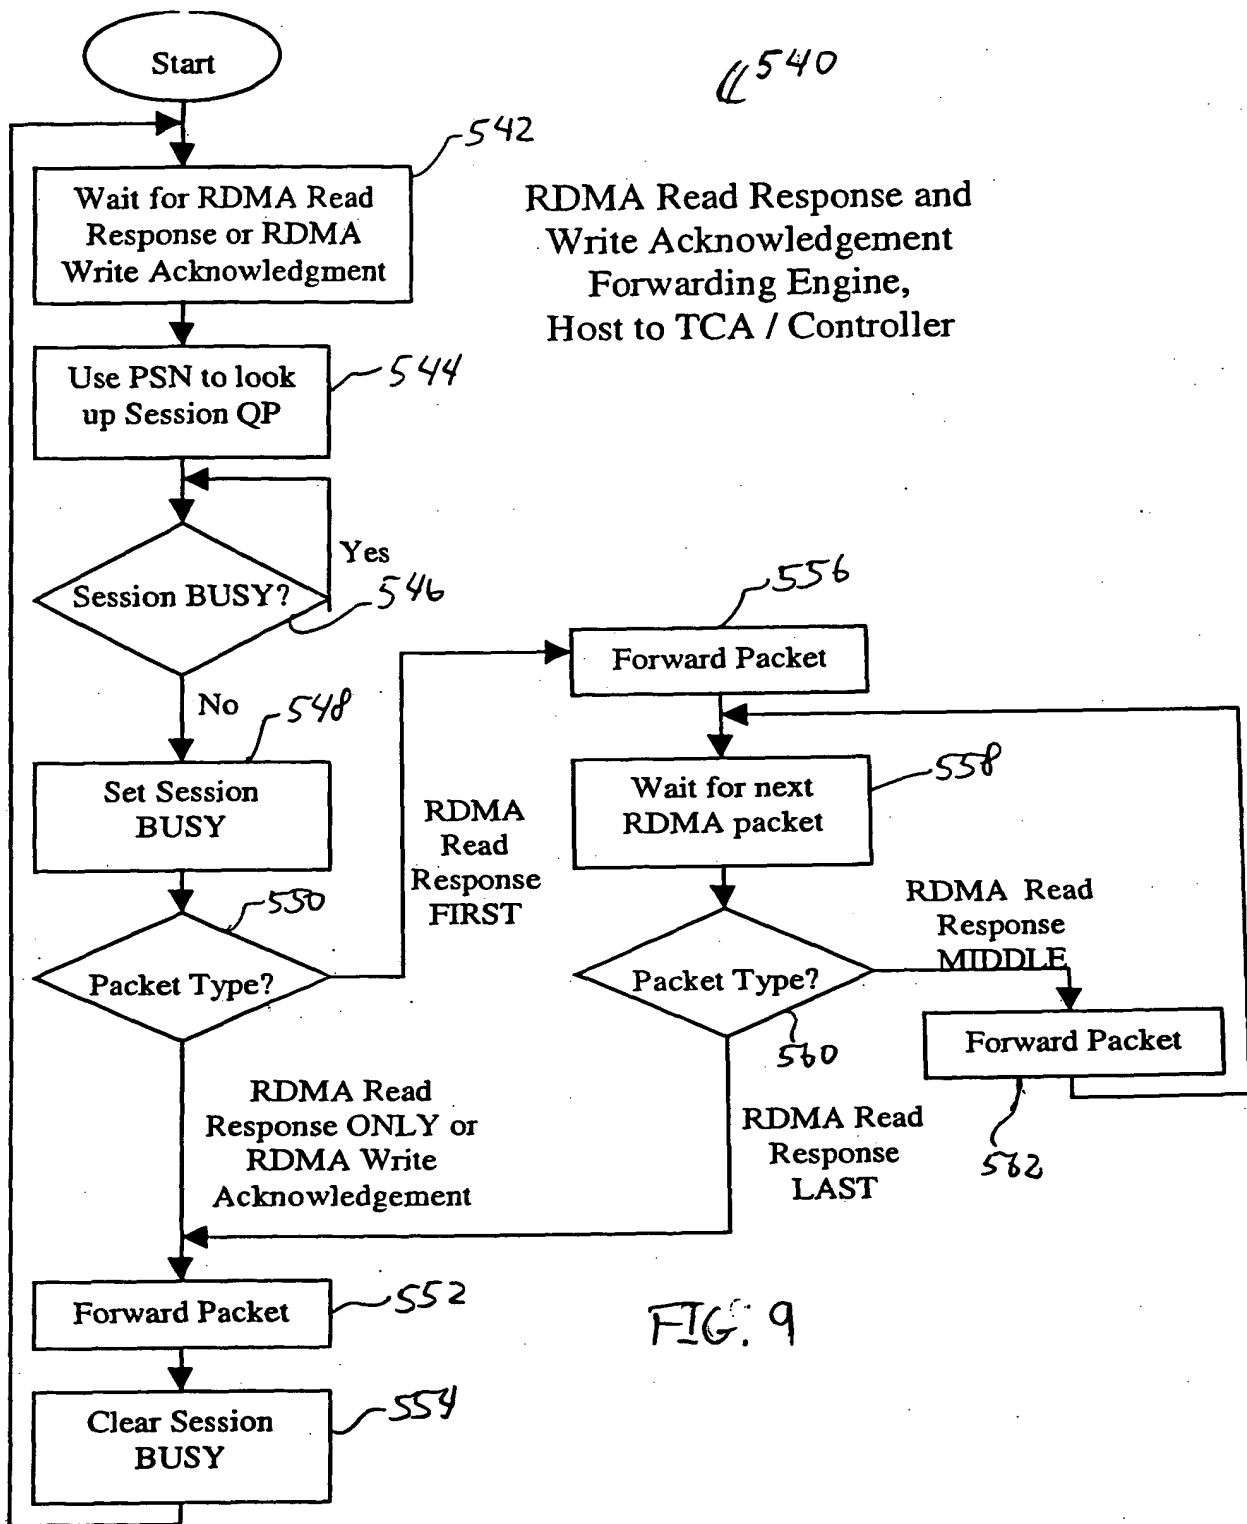 Start
540
542
Wait for RDMA Read
Response or RDMA
Write Acknowledgment
RDMA Read Response and
Write Acknowledgement
Forwarding Engine,
Host to TCA / Controller
Use PSN to look
up Session QP
544
Yes
Session BUSY?
546
556
Forward Packet
No
548
Set Session
BUSY
RDMA
Read
Response
FIRST
558
Wait for next
RDMA packet
550
Packet Type?
RDMA Read
Response
MIDDLE
Packet Type?
560
Forward Packet
562
RDMA Read
Response ONLY or
RDMA Write
Acknowledgement
RDMA Read
Response
LAST
Forward Packet
552
FIG. 9
Clear Session
BUSY
554